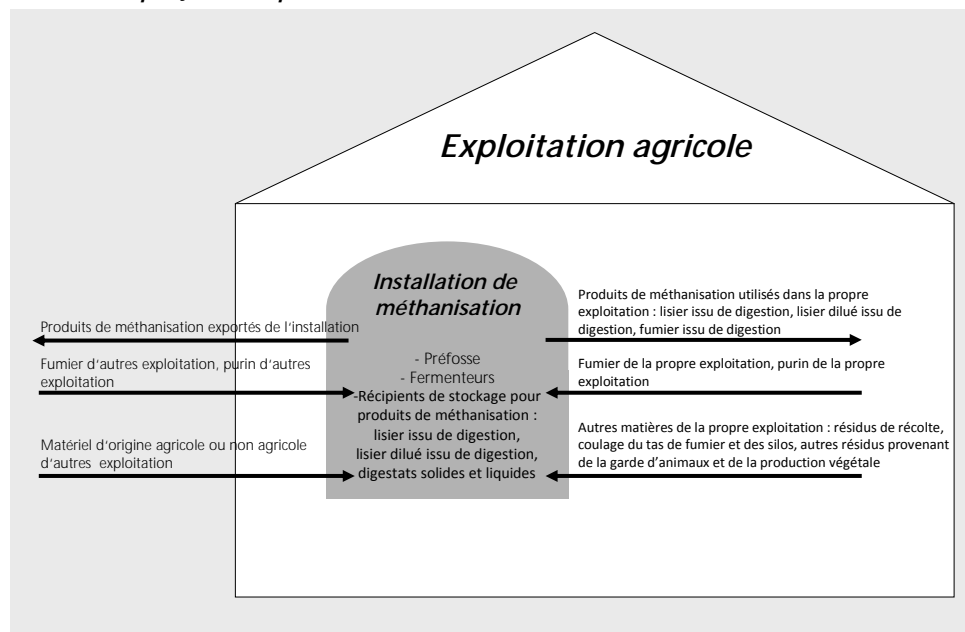 Exploitation agricole
Installation de
méthanisation
- Préfosse
- Fermenteurs
-Récipients de stockage pour
produits de méthanisation :
lisier issu de digestion,
lisier dilué issu de digestion,
digestats solides et liquides
Produits de méthanisation exportés de l'installation
Fumier d'autres exploitation, purin d'autres
exploitation
Matériel d'origine agricole ou non agricole
d'autres exploitation
Produits de méthanisation utilisés dans la propre
exploitation : lisier issu de digestion, lisier dilué issu de
digestion, fumier issu de digestion
Fumier de la propre exploitation, purin de la propre
exploitation
Autres matières de la propre exploitation : résidus de récolte,
coulage du tas de fumier et des silos, autres résidus provenant
de la garde d'animaux et de la production végétale